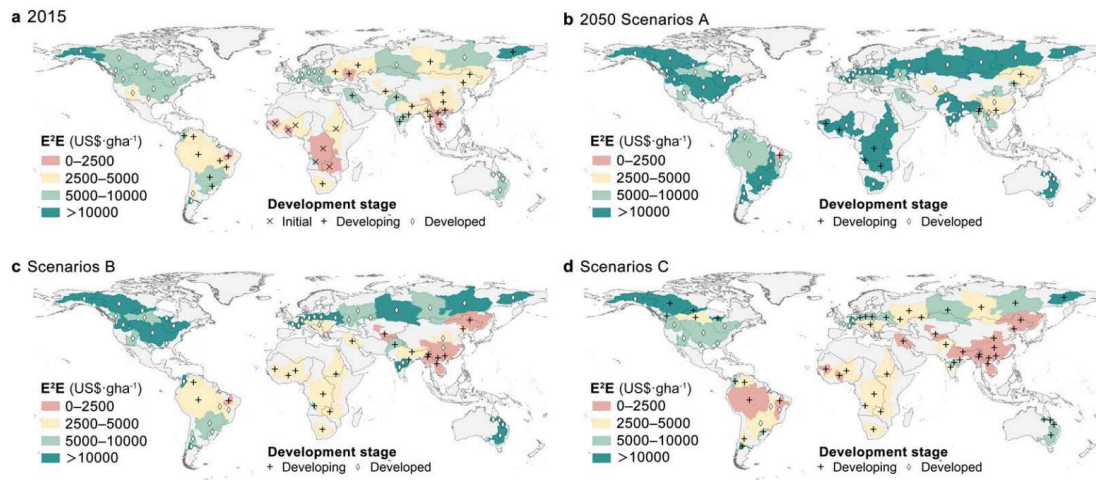 a 2015
E²E (US$·gha⁻¹)
0–2500
2500–5000
5000–10000
>10000
Development stage
× Initial + Developing ◊ Developed
b 2050 Scenarios A
E²E (US$·gha⁻¹)
0–2500
2500–5000
5000–10000
>10000
Development stage
+ Developing ◊ Developed
c Scenarios B
E²E (US$·gha⁻¹)
0–2500
2500–5000
5000–10000
>10000
Development stage
+ Developing ◊ Developed
d Scenarios C
E²E (US$·gha⁻¹)
0–2500
2500–5000
5000–10000
>10000
Development stage
+ Developing ◊ Developed